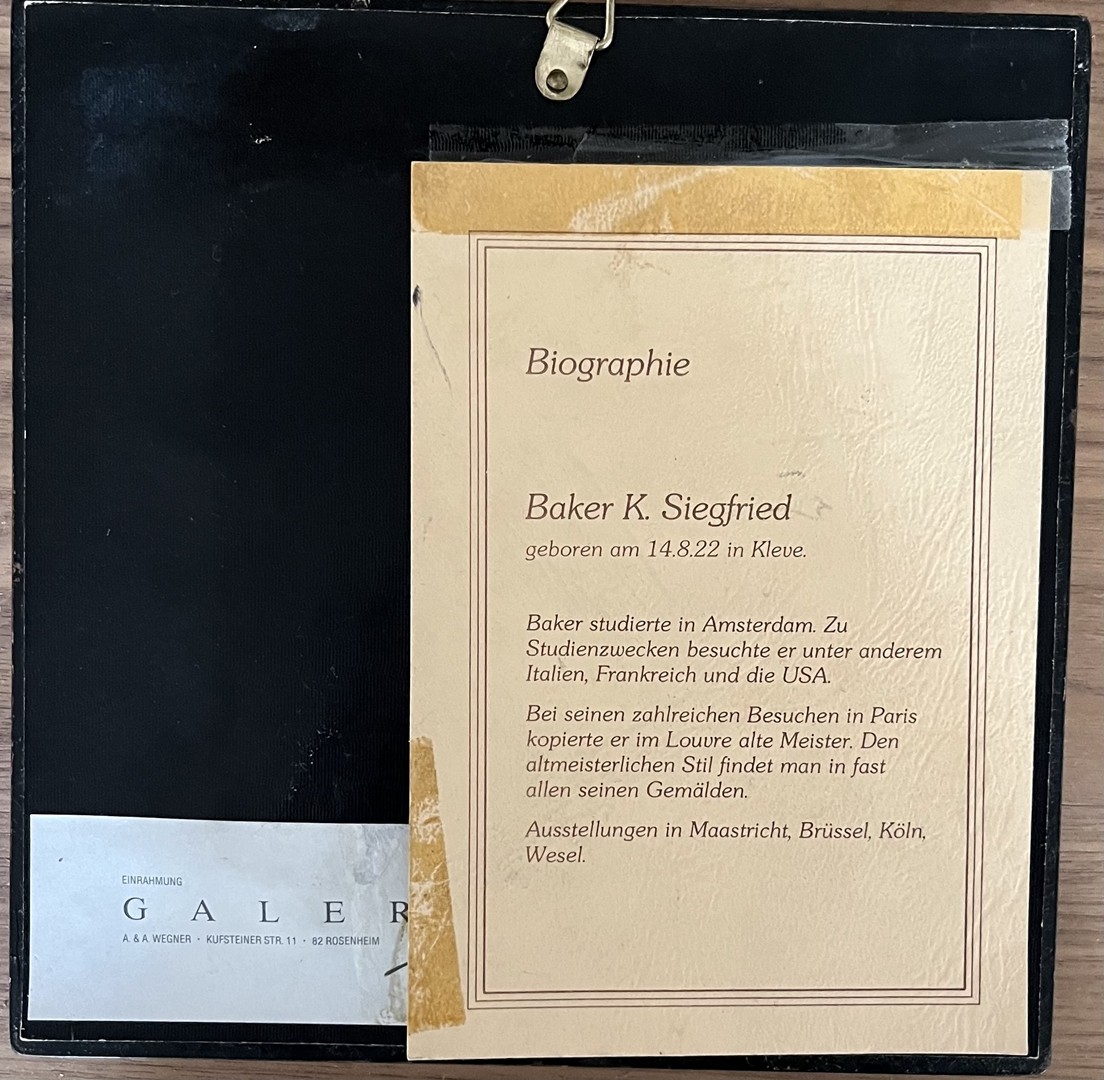 Biographie
Baker K. Siegfried
geboren am 14.8.22 in Kleve.
Baker studierte in Amsterdam. Zu
Studienzwecken besuchte er unter anderem
Italien, Frankreich und die USA.
Bei seinen zahlreichen Besuchen in Paris
kopierte er im Louvre alte Meister. Den
altmeisterlichen Stil findet man in fast
allen seinen Gemälden.
Ausstellungen in Maastricht, Brüssel, Köln,
Wesel.
EINRAHMUNG
G A L E R
A. & A. WEGNER · KUFSTEINER STR. 11 · 82 ROSENHEIM